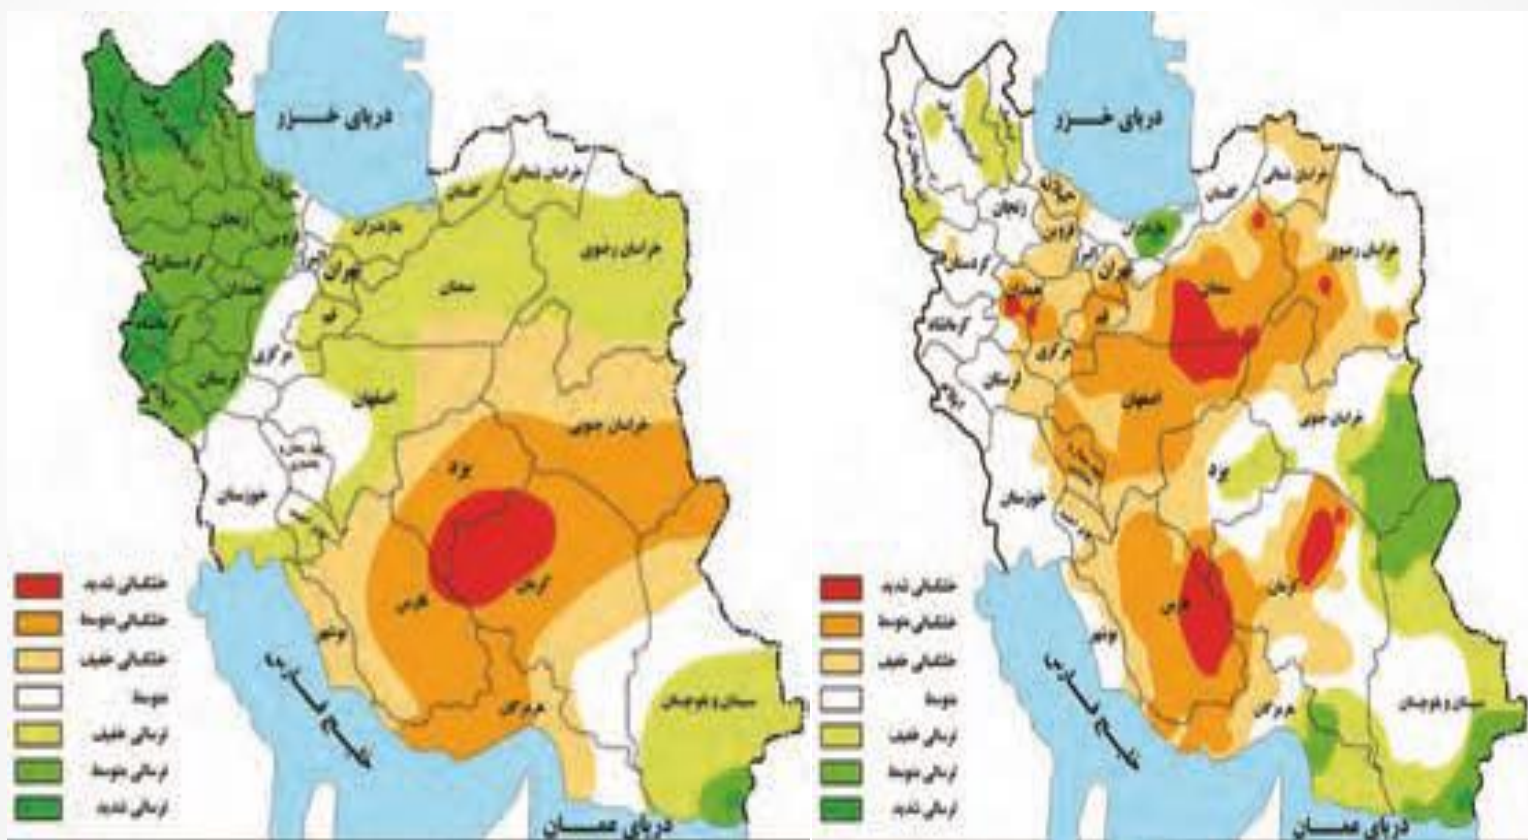 دریای خزر
خراسان شمالی
گلستان
زنجان
مازندران
قزوین
تهران
خراسان رضوی
کردستان
همدان
سمنان
قم
کرمانشاه
مرکزی
لرستان
اصفهان
خراسان جنوبی
یزد
خوزستان
کرمان
فارس
بوشهر
هرمزگان
سیستان و بلوچستان
خلیج فارس
دریای عمان
خشکسالی شدید
خشکسالی متوسط
خشکسالی خفیف
متوسط
ترسالی خفیف
ترسالی متوسط
ترسالی شدید
دریای خزر
خراسان شمالی
گلستان
زنجان
مازندران
قزوین
تهران
خراسان رضوی
کردستان
همدان
سمنان
قم
کرمانشاه
مرکزی
لرستان
اصفهان
خراسان جنوبی
یزد
خوزستان
کرمان
فارس
بوشهر
هرمزگان
سیستان و بلوچستان
خلیج فارس
دریای عمان
خشکسالی شدید
خشکسالی متوسط
خشکسالی خفیف
متوسط
ترسالی خفیف
ترسالی متوسط
ترسالی شدید